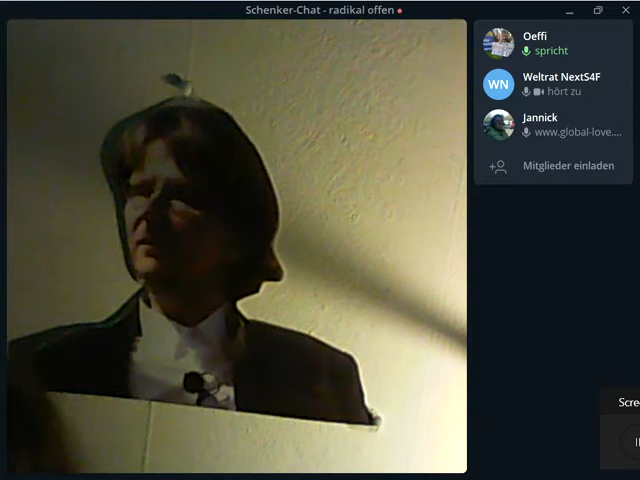 Schenker-Chat - radikal offen
Oeffi
spricht
WN
Weltrat NextS4F
hört zu
Jannick
www.global-love....
Mitglieder einladen
Scre